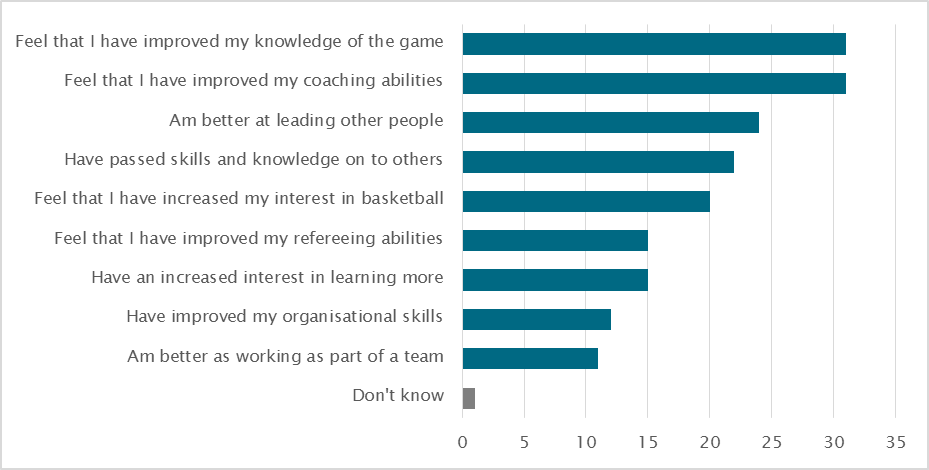 Feel that I have improved my knowledge of the game
Feel that I have improved my coaching abilities
Am better at leading other people
Have passed skills and knowledge on to others
Feel that I have increased my interest in basketball
Feel that I have improved my refereeing abilities
Have an increased interest in learning more
Have improved my organisational skills
Am better as working as part of a team
Don't know
0 5 10 15 20 25 30 35